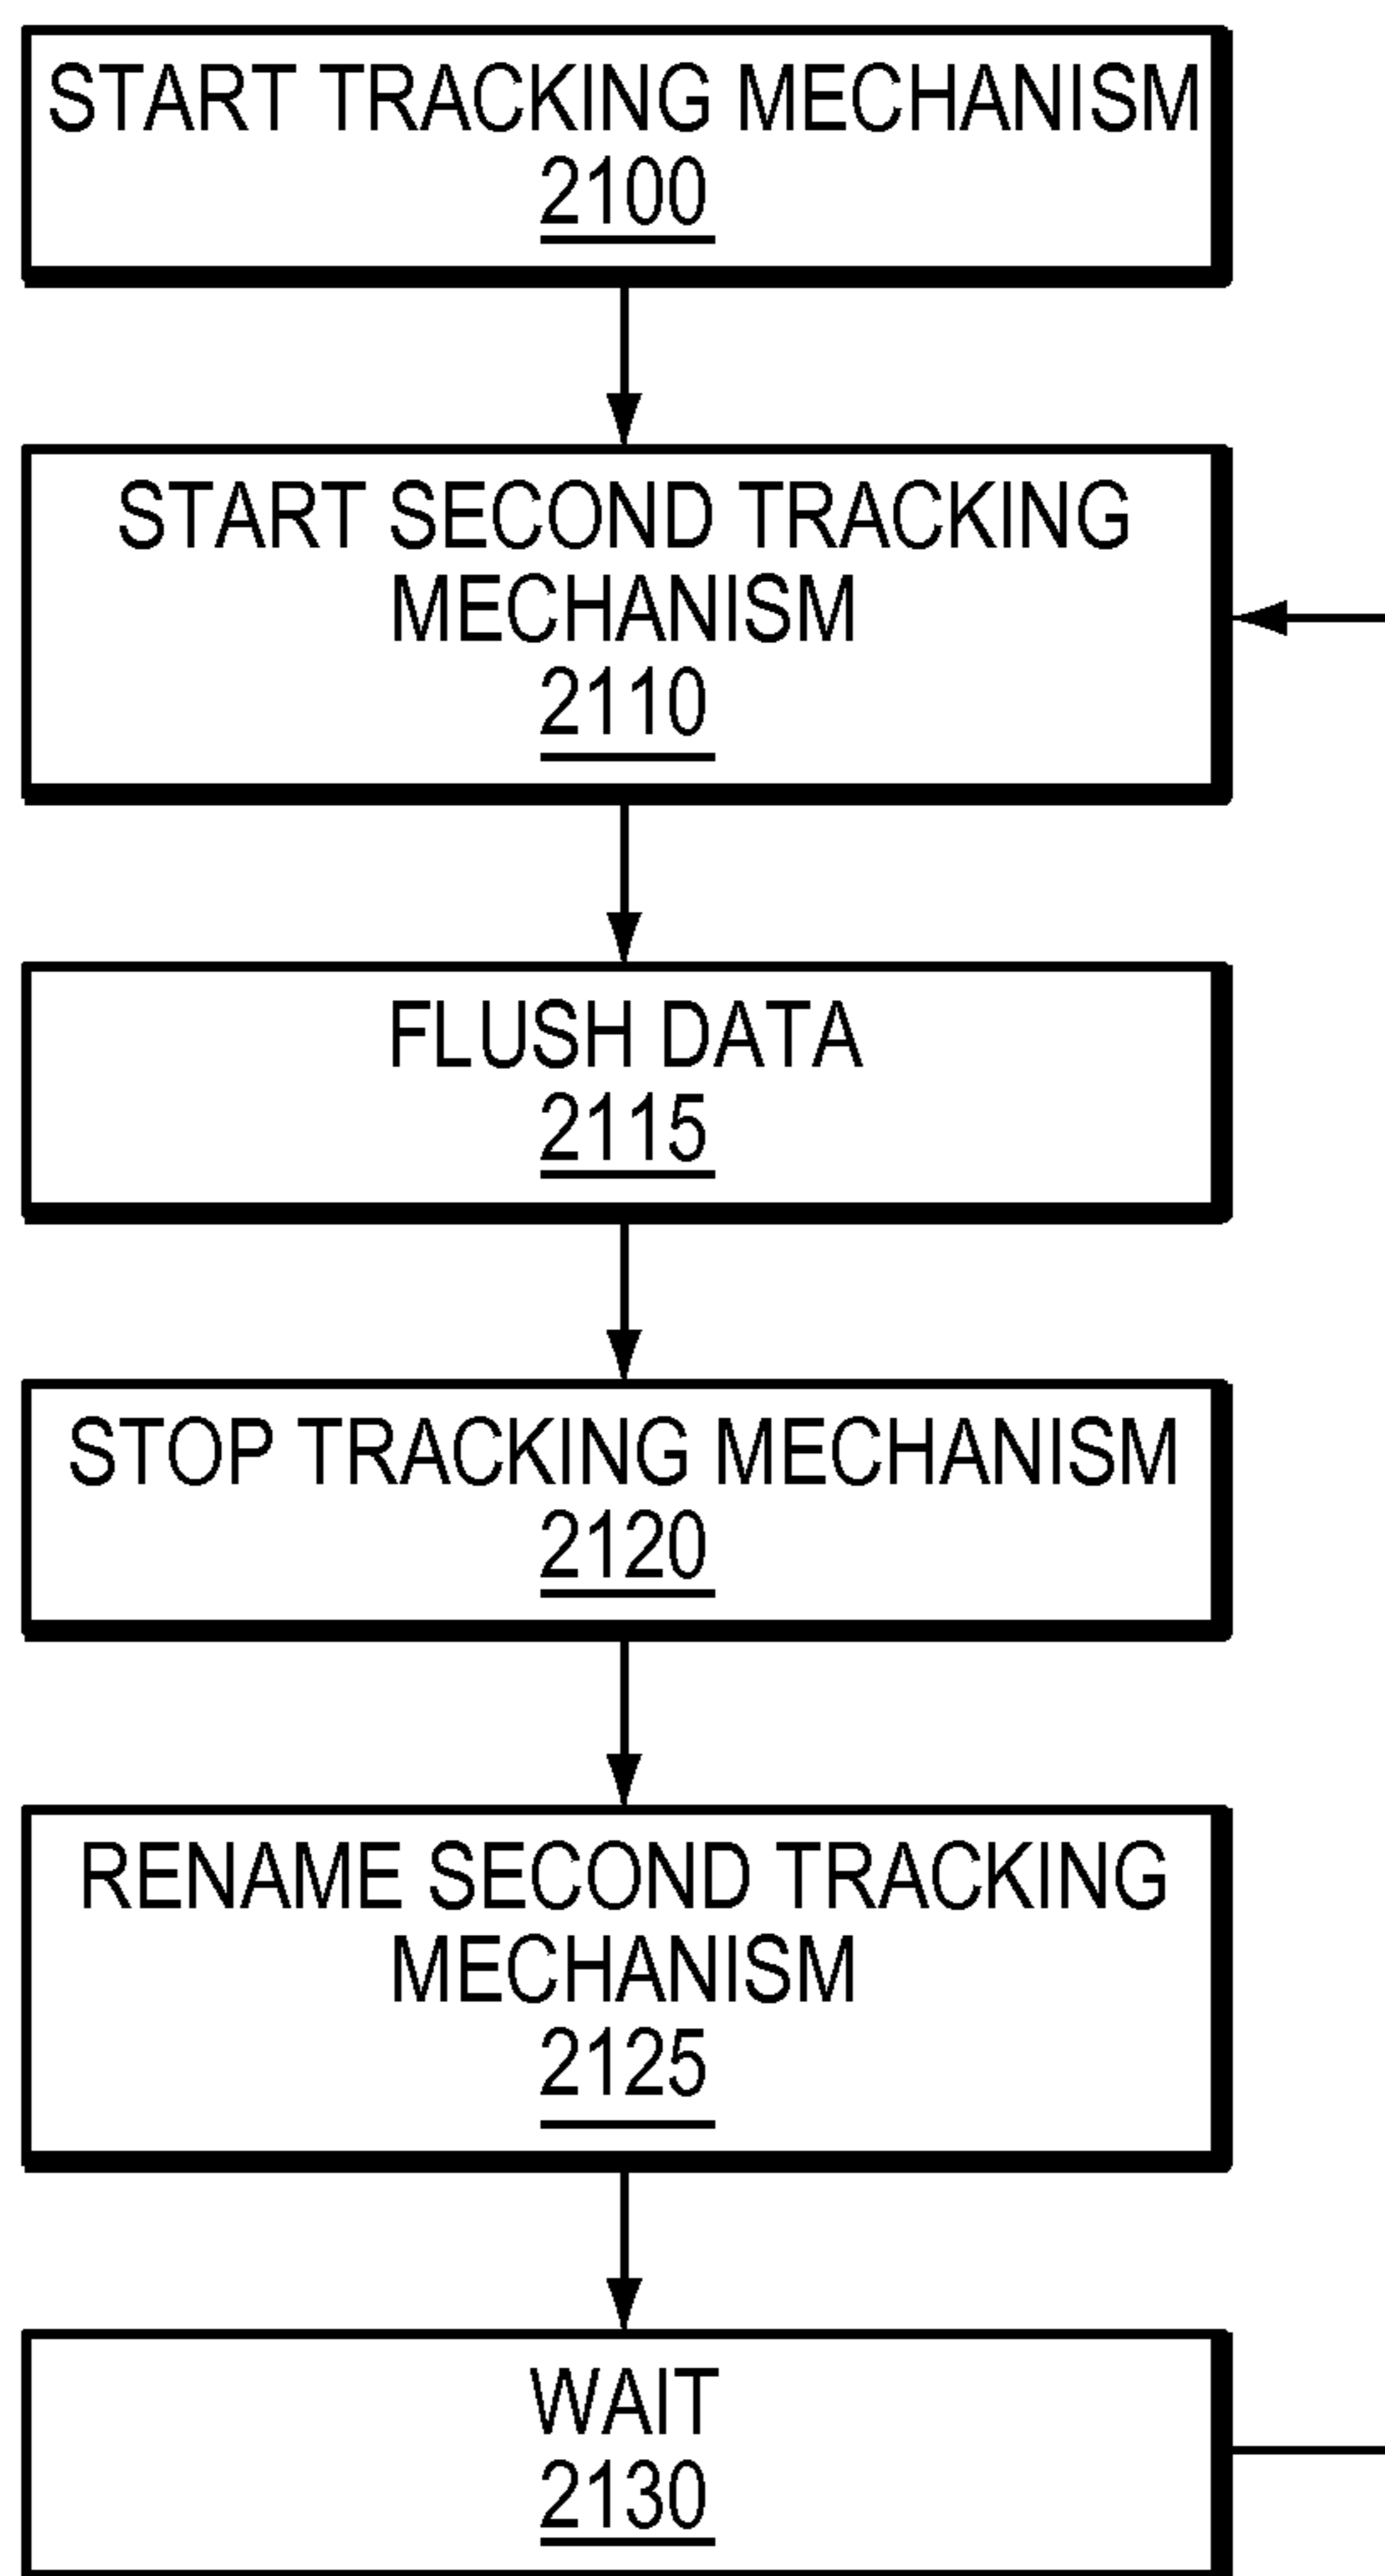 START TRACKING MECHANISM
2100
START SECOND TRACKING
MECHANISM
2110
FLUSH DATA
2115
STOP TRACKING MECHANISM
2120
RENAME SECOND TRACKING
MECHANISM
2125
WAIT
2130